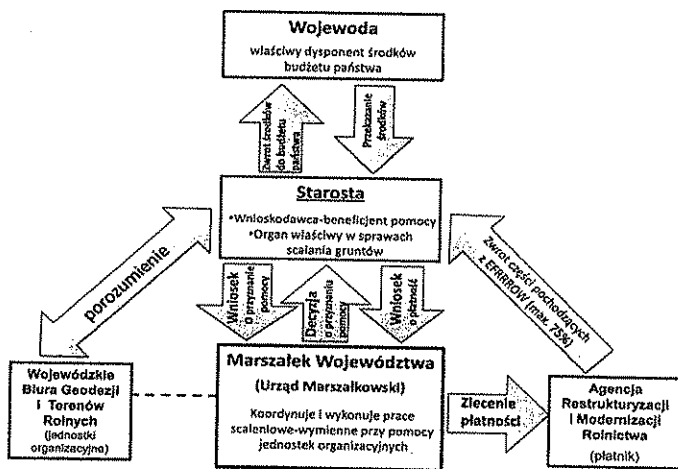 Wojewoda
właściwy dysponent środków
budżetu państwa
Zwrot środków
do budżetu
państwa
Przekazanie
środków
Starosta
•Wnioskodawca-beneficjent pomocy
•Organ właściwy w sprawach
scalania gruntów
porozumienie
Wniosek
O przyznanie
pomocy
Decyzja
o przyznaniu
pomocy
Wniosek
o płatność
Zwrot części pochodzących
z EFRRROW (max. 75%)
Wojewódzkie
Biura Geodezji
i Terenów
Rolnych
(jednostki
organizacyjne)
Marszałek Województwa
(Urząd Marszałkowski)
Koordynuje i wykonuje prace
scaleniowe-wymienne przy pomocy
jednostek organizacyjnych
Zlecenie
płatności
Agencja
Restrukturyzacji
i Modernizacji
Rolnictwa
(płatnik)